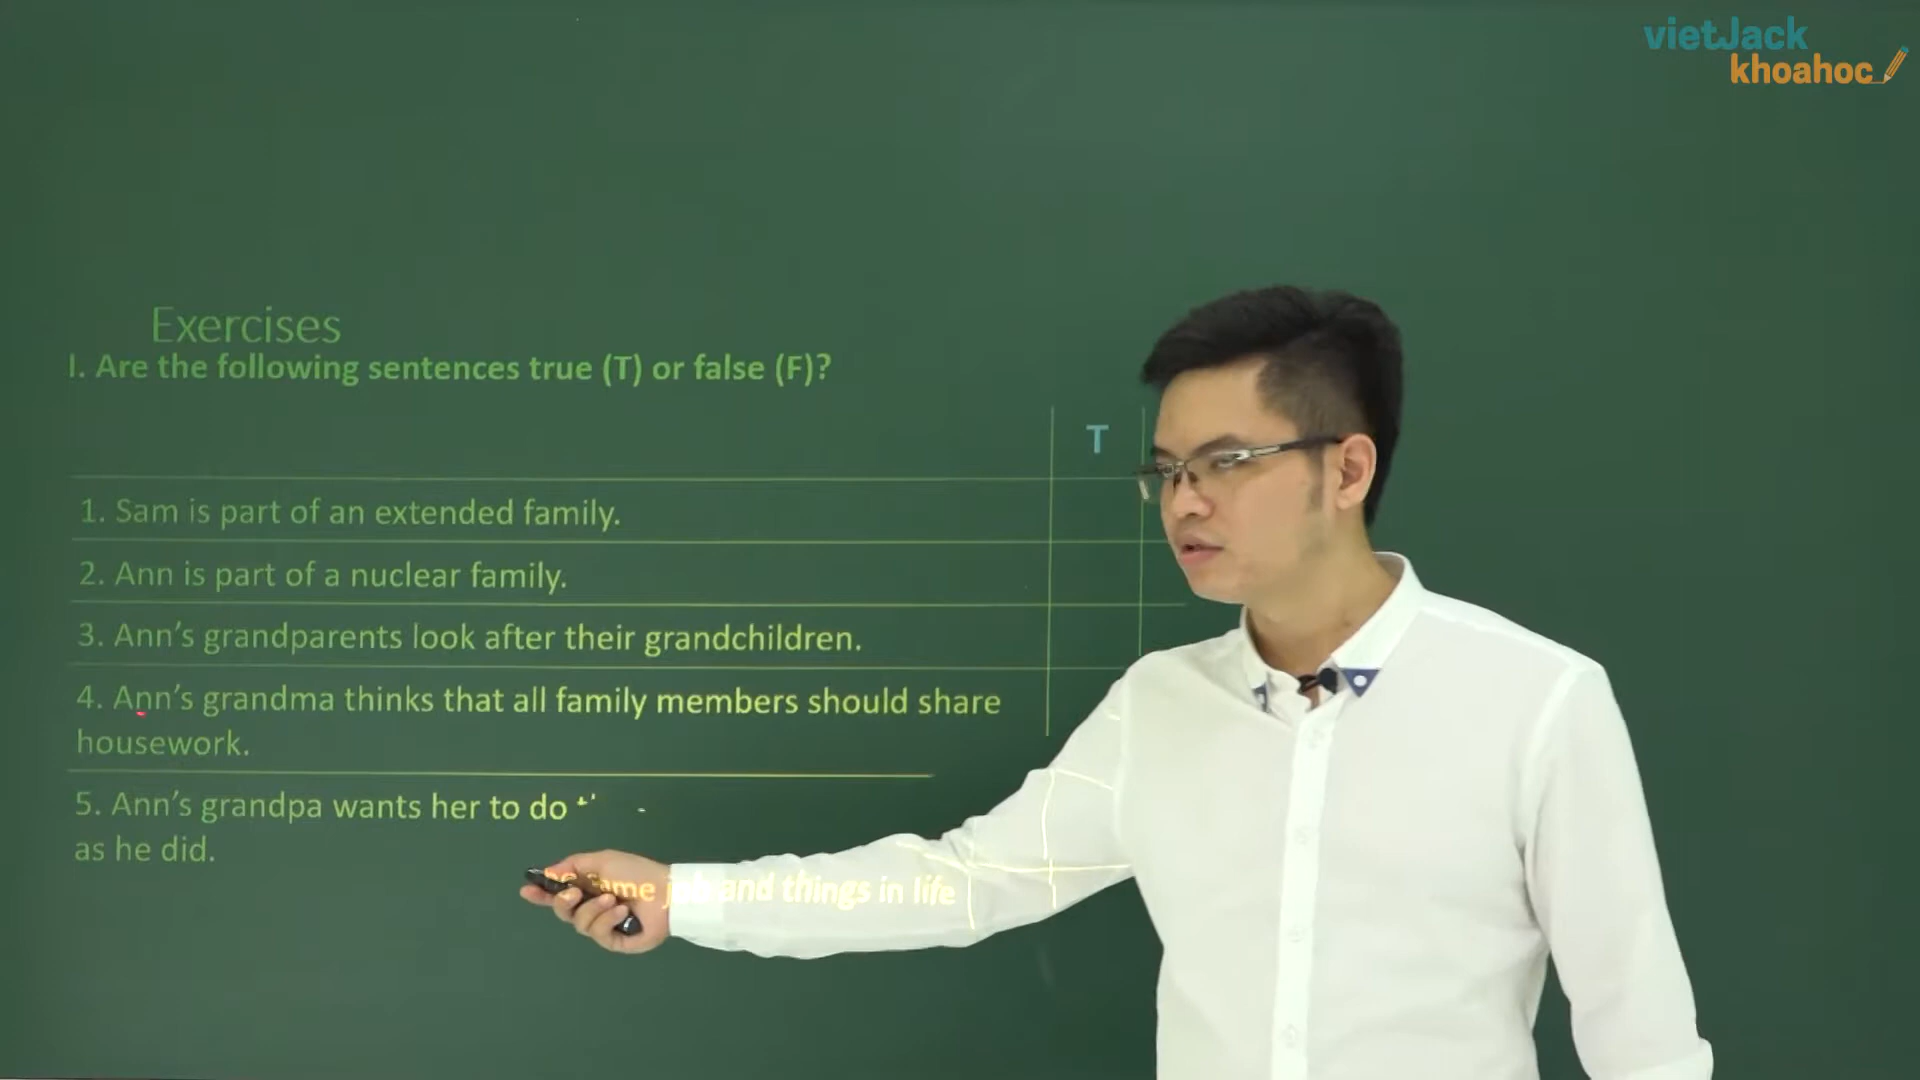 vietJack
khoahoc
Exercises
I. Are the following sentences true (T) or false (F)?
T
1. Sam is part of an extended family.
2. Ann is part of a nuclear family.
3. Ann's grandparents look after their grandchildren.
4. Ann's grandma thinks that all family members should share
housework.
5. Ann's grandpa wants her to do the same job and things in life
as he did.